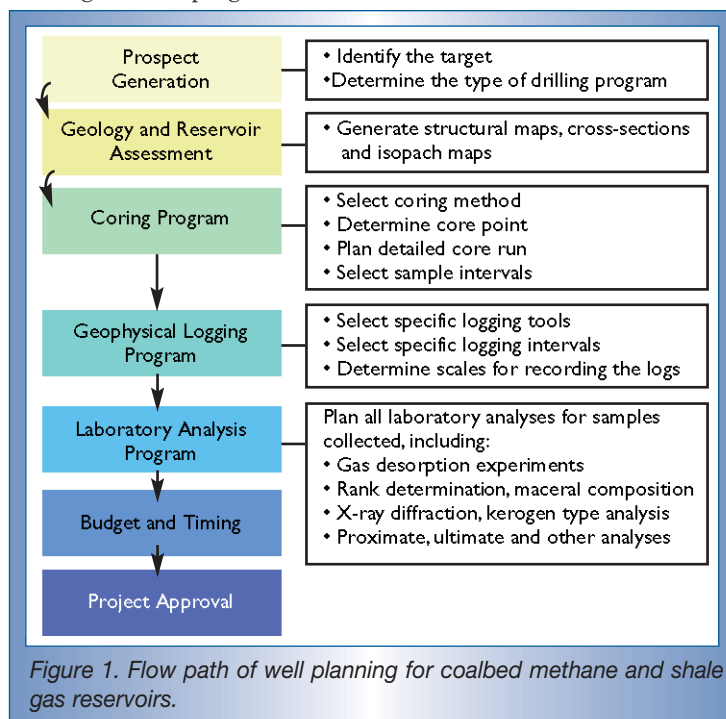 Prospect
Generation
• Identify the target
•Determine the type of drilling program
Geology and Reservoir
Assessment
• Generate structural maps, cross-sections
and isopach maps
Coring Program
• Select coring method
• Determine core point
• Plan detailed core run
• Select sample intervals
Geophysical Logging
Program
• Select specific logging tools
• Select specific logging intervals
• Determine scales for recording the logs
Laboratory Analysis
Program
Plan all laboratory analyses for samples
collected, including:
• Gas desorption experiments
• Rank determination, maceral composition
• X-ray diffraction, kerogen type analysis
• Proximate, ultimate and other analyses
Budget and Timing
Project Approval
Figure 1. Flow path of well planning for coalbed methane and shale
gas reservoirs.